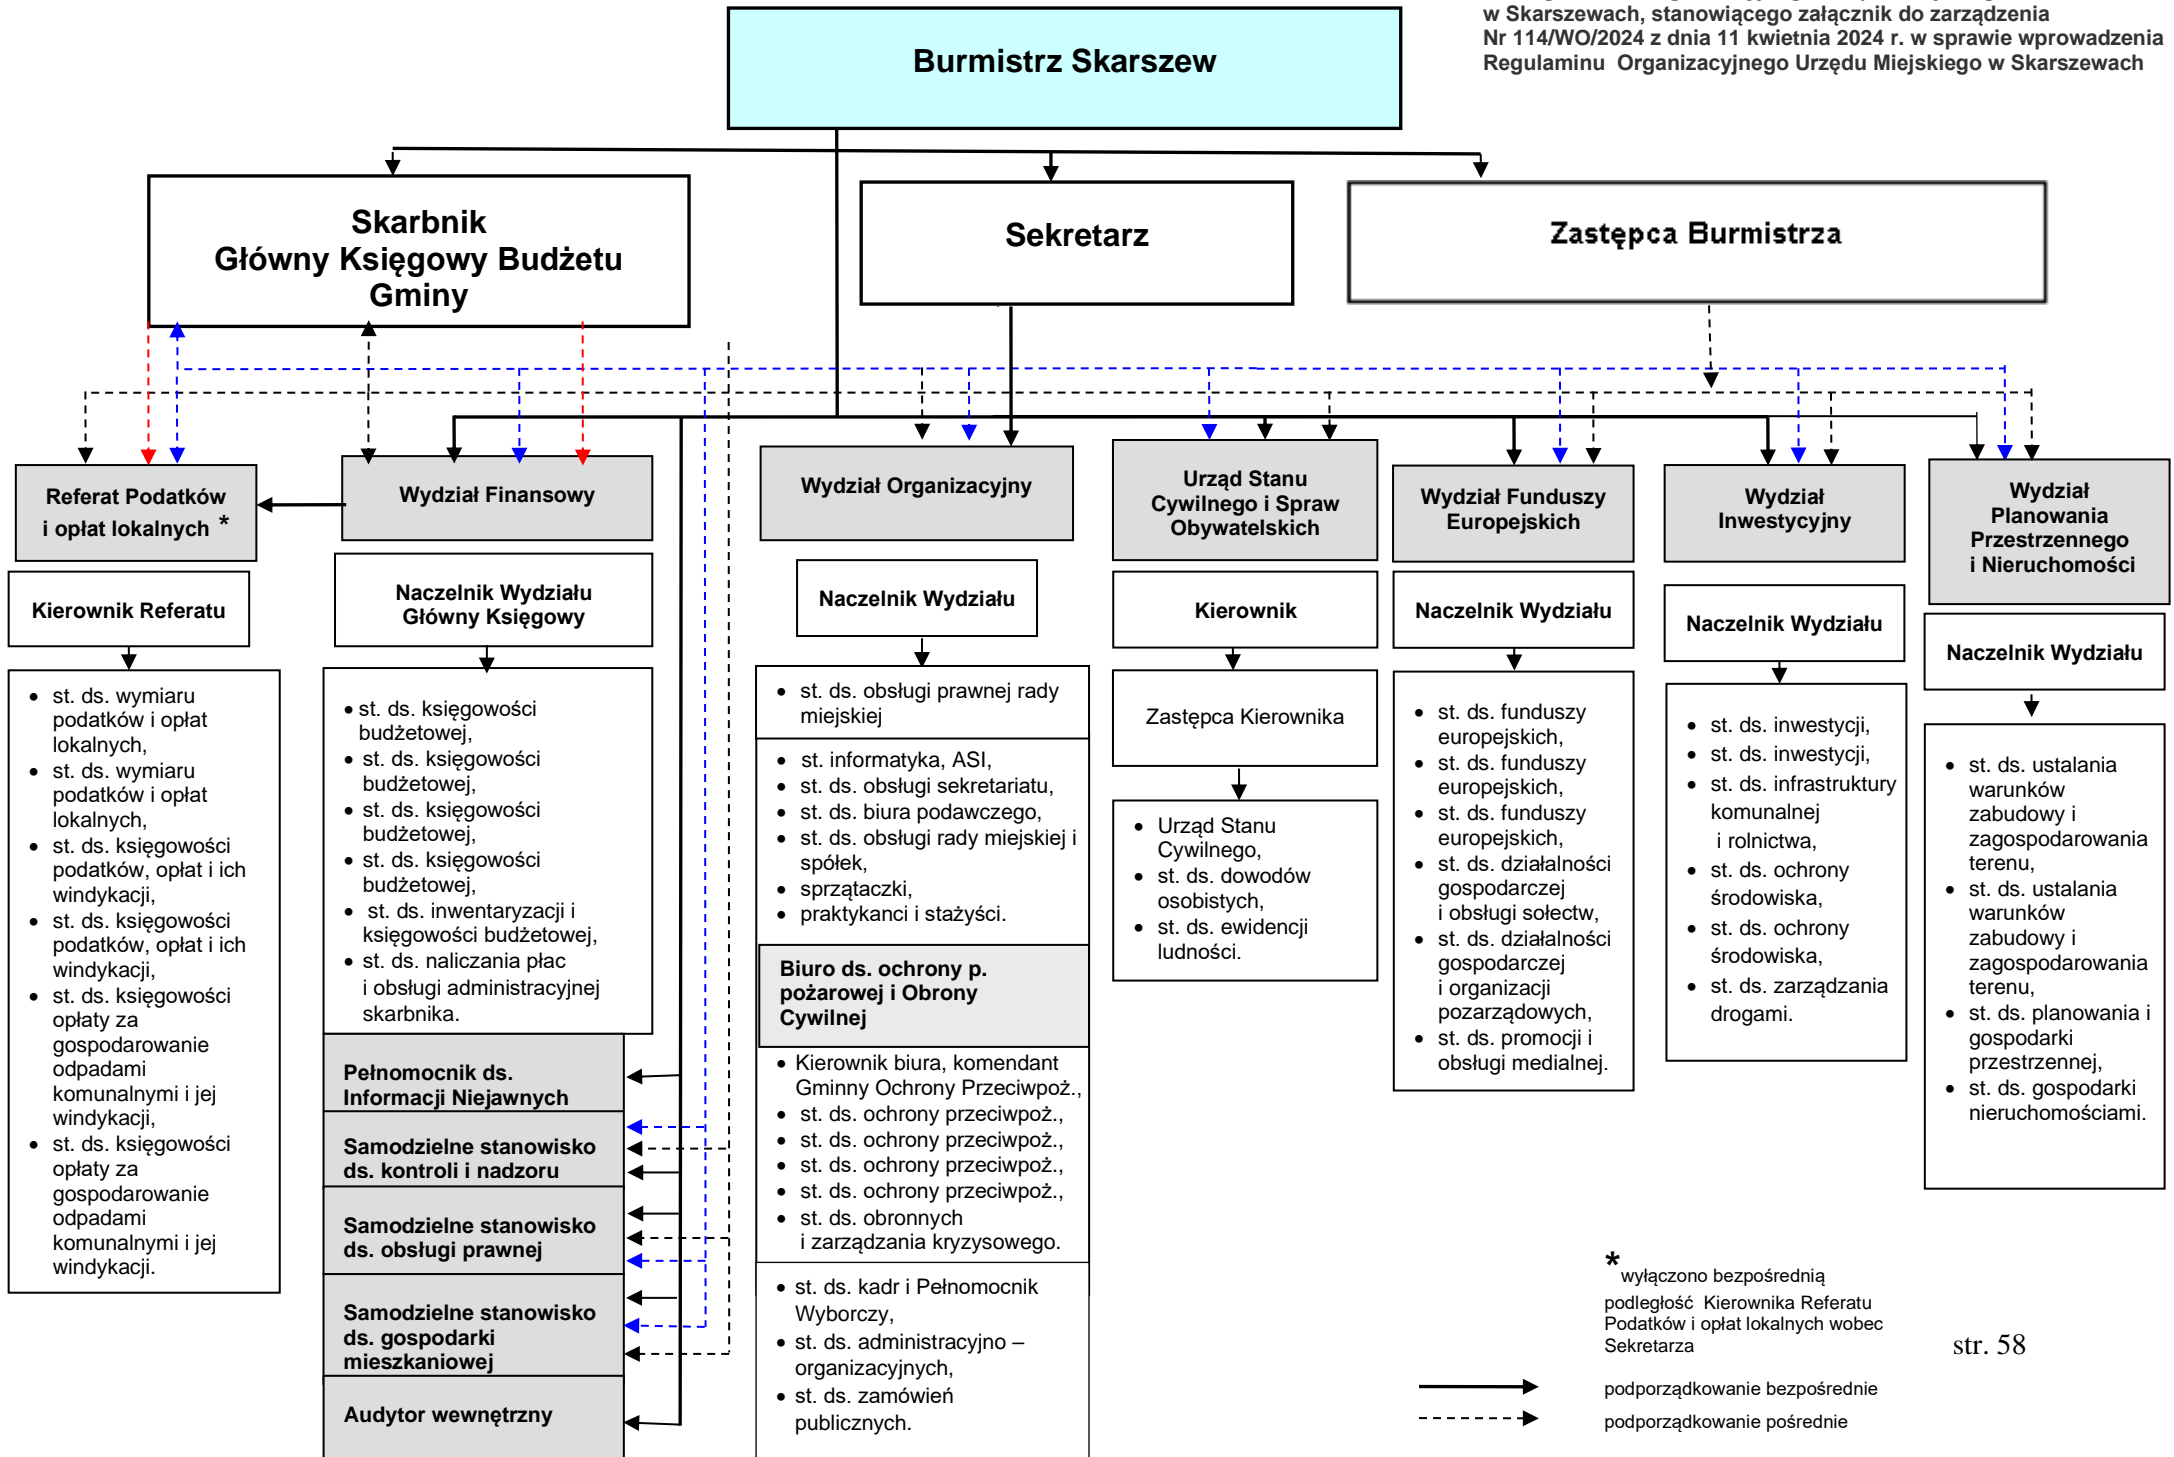 w Skarszewach, stanowiącego załącznik do zarządzenia
Nr 114/WO/2024 z dnia 11 kwietnia 2024 r. w sprawie wprowadzenia
Regulaminu Organizacyjnego Urzędu Miejskiego w Skarszewach
Burmistrz Skarszew
Skarbnik
Główny Księgowy Budżetu
Gminy
Sekretarz
Zastępca Burmistrza
Referat Podatków
i opłat lokalnych *
Kierownik Referatu
• st. ds. wymiaru
podatków i opłat
lokalnych,
• st. ds. wymiaru
podatków i opłat
lokalnych,
• st. ds. księgowości
podatków, opłat i ich
windykacji,
• st. ds. księgowości
podatków, opłat i ich
windykacji,
• st. ds. księgowości
opłaty za
gospodarowanie
odpadami
komunalnymi i jej
windykacji,
• st. ds. księgowości
opłaty za
gospodarowanie
odpadami
komunalnymi i jej
windykacji.
Wydział Finansowy
Naczelnik Wydziału
Główny Księgowy
• st. ds. księgowości
budżetowej,
• st. ds. księgowości
budżetowej,
• st. ds. księgowości
budżetowej,
• st. ds. księgowości
budżetowej,
• st. ds. inwentaryzacji i
księgowości budżetowej,
• st. ds. naliczania płac
i obsługi administracyjnej
skarbnika.
Pełnomocnik ds.
Informacji Niejawnych
Samodzielne stanowisko
ds. kontroli i nadzoru
Samodzielne stanowisko
ds. obsługi prawnej
Samodzielne stanowisko
ds. gospodarki
mieszkaniowej
Audytor wewnętrzny
Wydział Organizacyjny
Naczelnik Wydziału
• st. ds. obsługi prawnej rady
miejskiej
• st. informatyka, ASI,
• st. ds. obsługi sekretariatu,
• st. ds. biura podawczego,
• st. ds. obsługi rady miejskiej i
spółek,
• sprzątaczki,
• praktykanci i stażyści.
Biuro ds. ochrony p.
pożarowej i Obrony
Cywilnej
• Kierownik biura, komendant
Gminny Ochrony Przeciwpoż.,
• st. ds. ochrony przeciwpoż.,
• st. ds. ochrony przeciwpoż.,
• st. ds. ochrony przeciwpoż.,
• st. ds. ochrony przeciwpoż.,
• st. ds. obronnych
i zarządzania kryzysowego.
• st. ds. kadr i Pełnomocnik
Wyborczy,
• st. ds. administracyjno –
organizacyjnych,
• st. ds. zamówień
publicznych.
Urząd Stanu
Cywilnego i Spraw
Obywatelskich
Kierownik
Zastępca Kierownika
• Urząd Stanu
Cywilnego,
• st. ds. dowodów
osobistych,
• st. ds. ewidencji
ludności.
Wydział Funduszy
Europejskich
Naczelnik Wydziału
• st. ds. funduszy
europejskich,
• st. ds. funduszy
europejskich,
• st. ds. funduszy
europejskich,
• st. ds. działalności
gospodarczej
i obsługi sołectw,
• st. ds. działalności
gospodarczej
i organizacji
pozarządowych,
• st. ds. promocji i
obsługi medialnej.
Wydział
Inwestycyjny
Naczelnik Wydziału
• st. ds. inwestycji,
• st. ds. inwestycji,
• st. ds. infrastruktury
komunalnej
i rolnictwa,
• st. ds. ochrony
środowiska,
• st. ds. ochrony
środowiska,
• st. ds. zarządzania
drogami.
Wydział
Planowania
Przestrzennego
i Nieruchomości
Naczelnik Wydziału
• st. ds. ustalania
warunków
zabudowy i
zagospodarowania
terenu,
• st. ds. ustalania
warunków
zabudowy i
zagospodarowania
terenu,
• st. ds. planowania i
gospodarki
przestrzennej,
• st. ds. gospodarki
nieruchomościami.
* wyłączono bezpośrednią
podległość Kierownika Referatu
Podatków i opłat lokalnych wobec
Sekretarza
str. 58
podporządkowanie bezpośrednie
podporządkowanie pośrednie